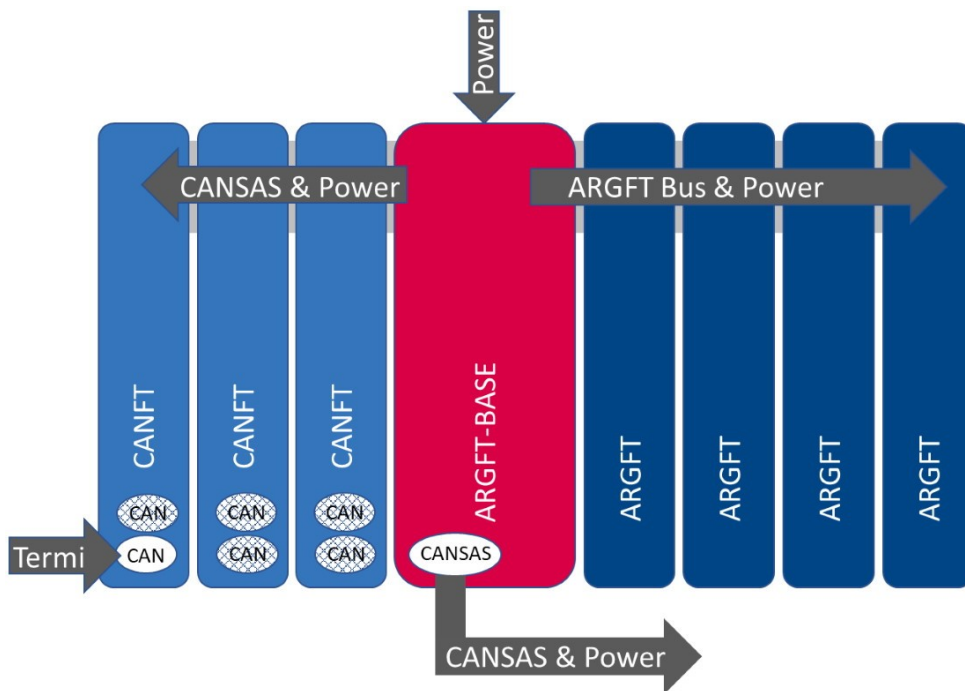 Power
CANSAS & Power
ARGFT Bus & Power
CANFT
CANFT
CANFT
ARGFT-BASE
ARGFT
ARGFT
ARGFT
ARGFT
CAN
CAN
CAN
Termi
CAN
CAN
CAN
CANSAS
CANSAS & Power